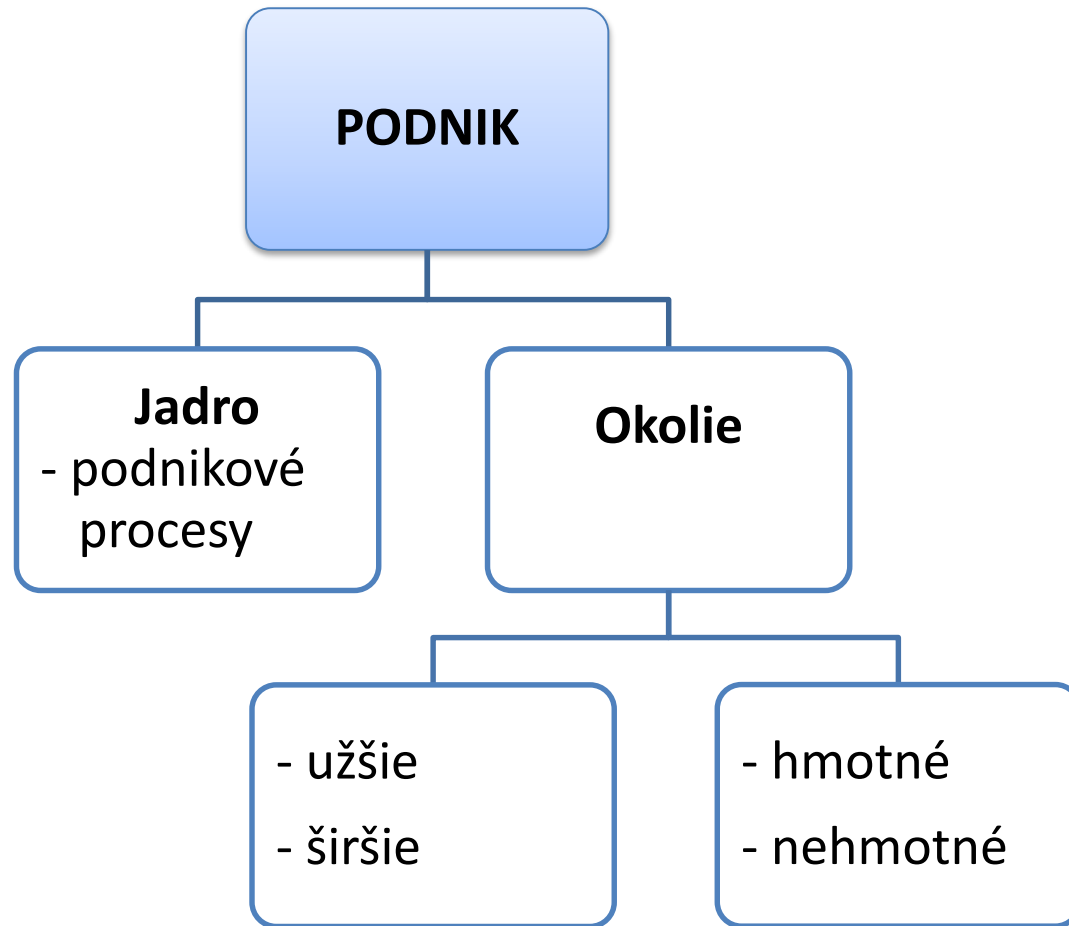 PODNIK
Jadro
- podnikové
procesy
Okolie
- užšie
- širšie
- hmotné
- nehmotné